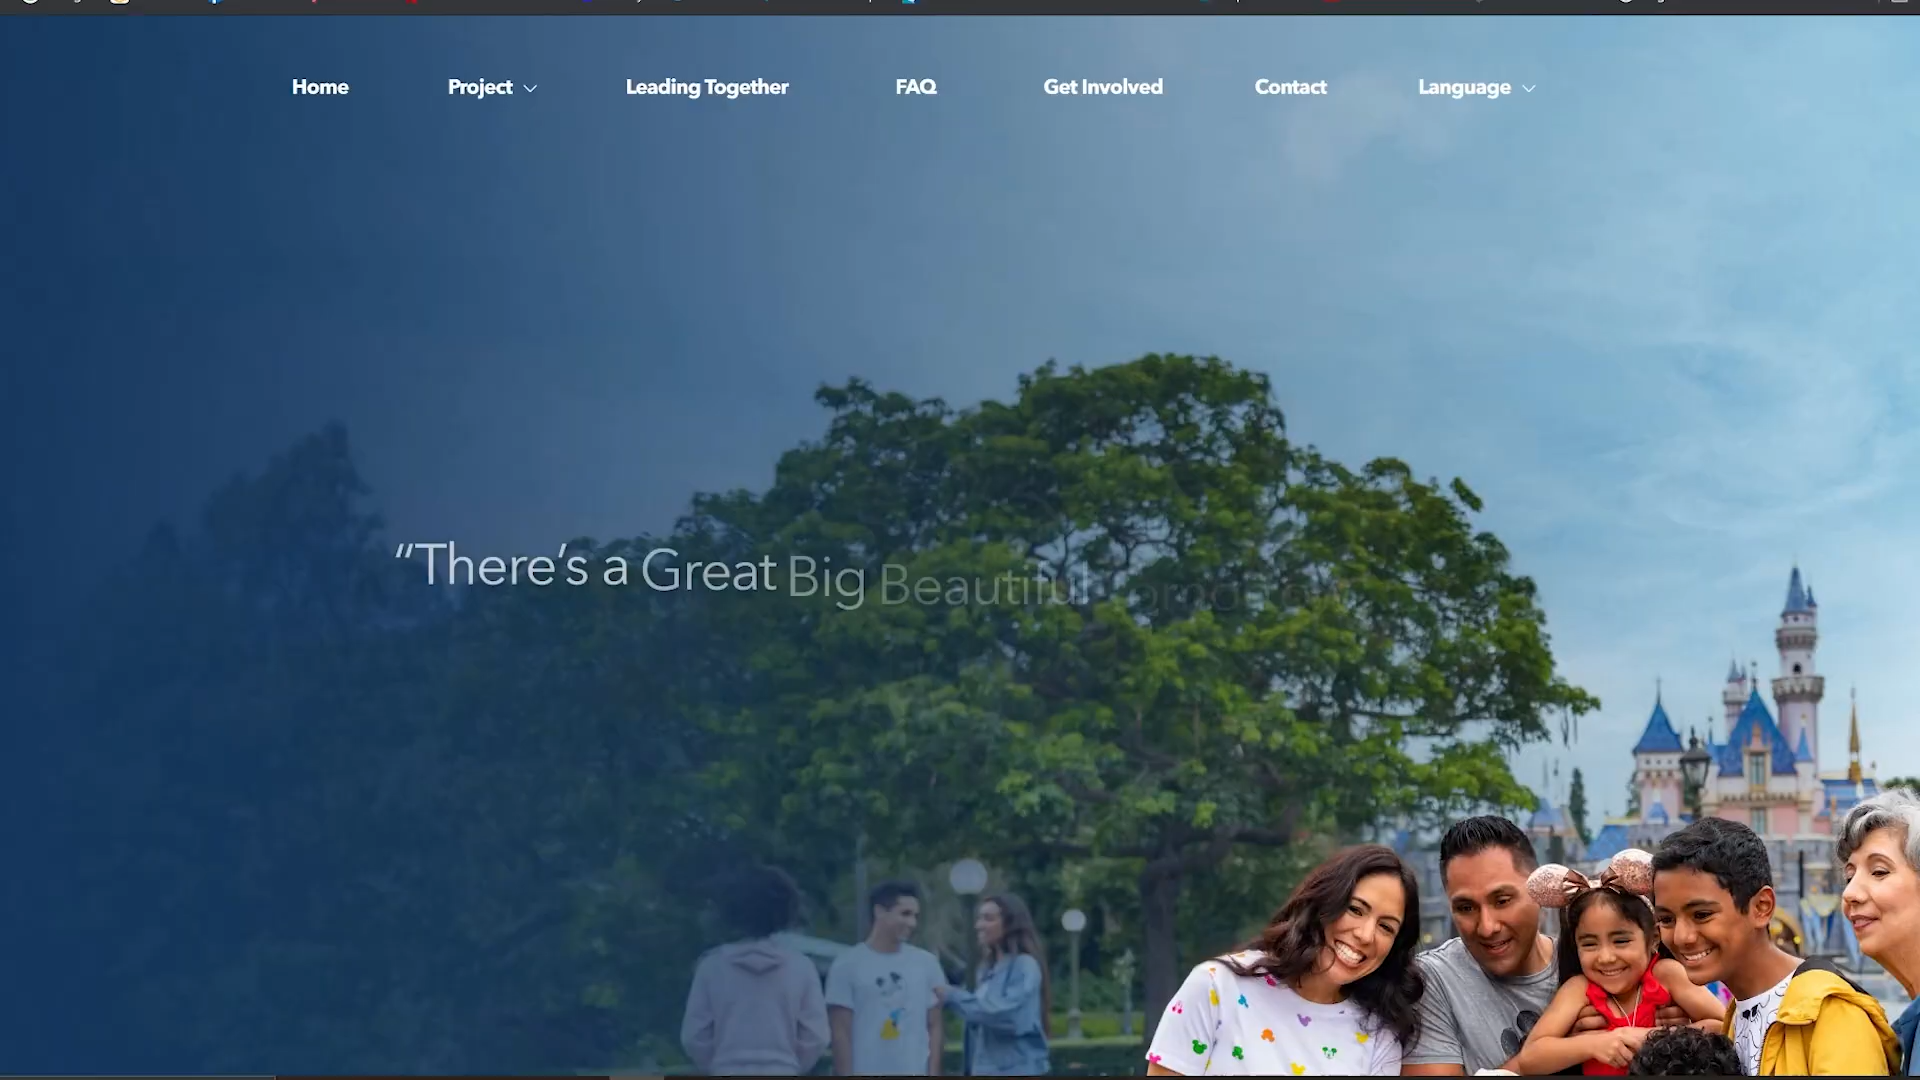 Home Project Leading Together FAQ Get Involved Contact Language
“There’s a Great Big Beautiful